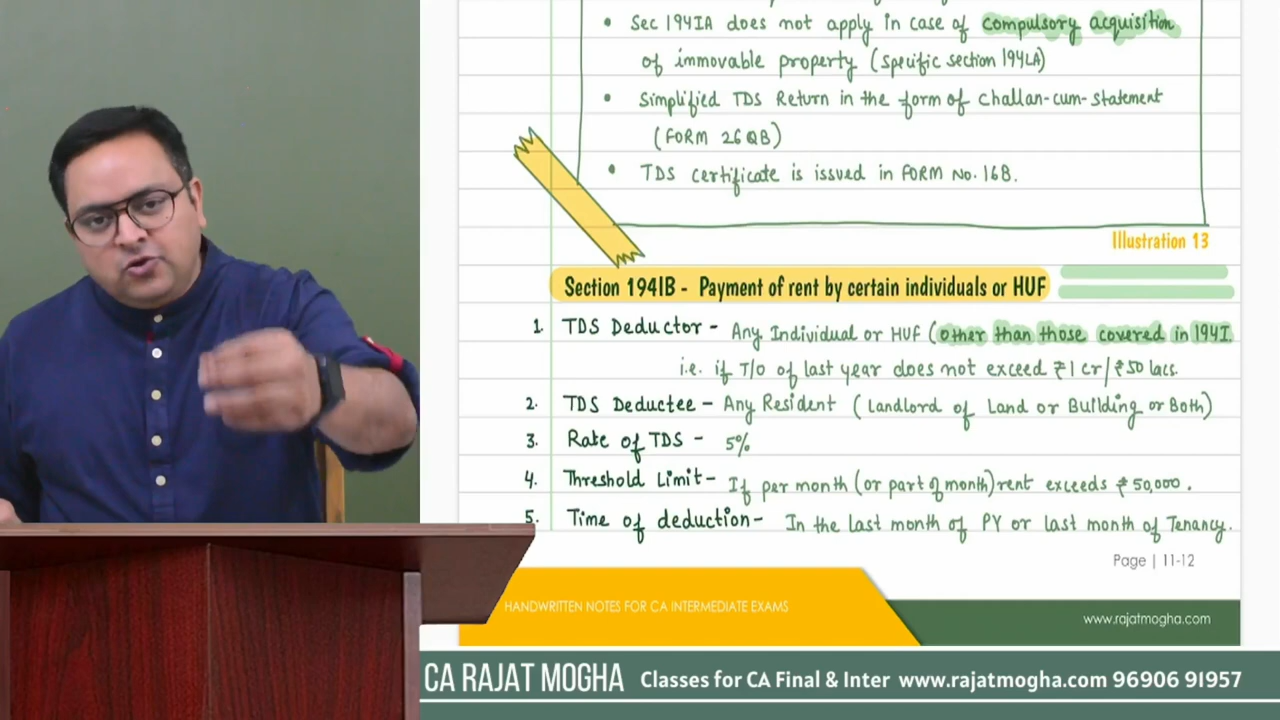 • Sec 194IA does not apply in case of compulsory acquisition
of immovable property (specific section 194LA)
• Simplified TDS Return in the form of challan-cum-statement
(FORM 26QB)
• TDS certificate is issued in FORM No. 16B.
Illustration 13
Section 194IB - Payment of rent by certain individuals or HUF
1. TDS Deductor - Any Individual or HUF (other than those covered in 194I.
i.e. if T/O of last year does not exceed ₹1 cr/₹50 lacs.
2. TDS Deductee - Any Resident (Landlord of Land or Building or Both)
3. Rate of TDS - 5%
4. Threshold Limit - If per month (or part of month) rent exceeds ₹50,000.
5. Time of deduction - In the last month of PY or last month of Tenancy.
Page | 11-12
HANDWRITTEN NOTES FOR CA INTERMEDIATE EXAMS
www.rajatmogha.com
CA RAJAT MOGHA Classes for CA Final & Inter www.rajatmogha.com 96906 91957